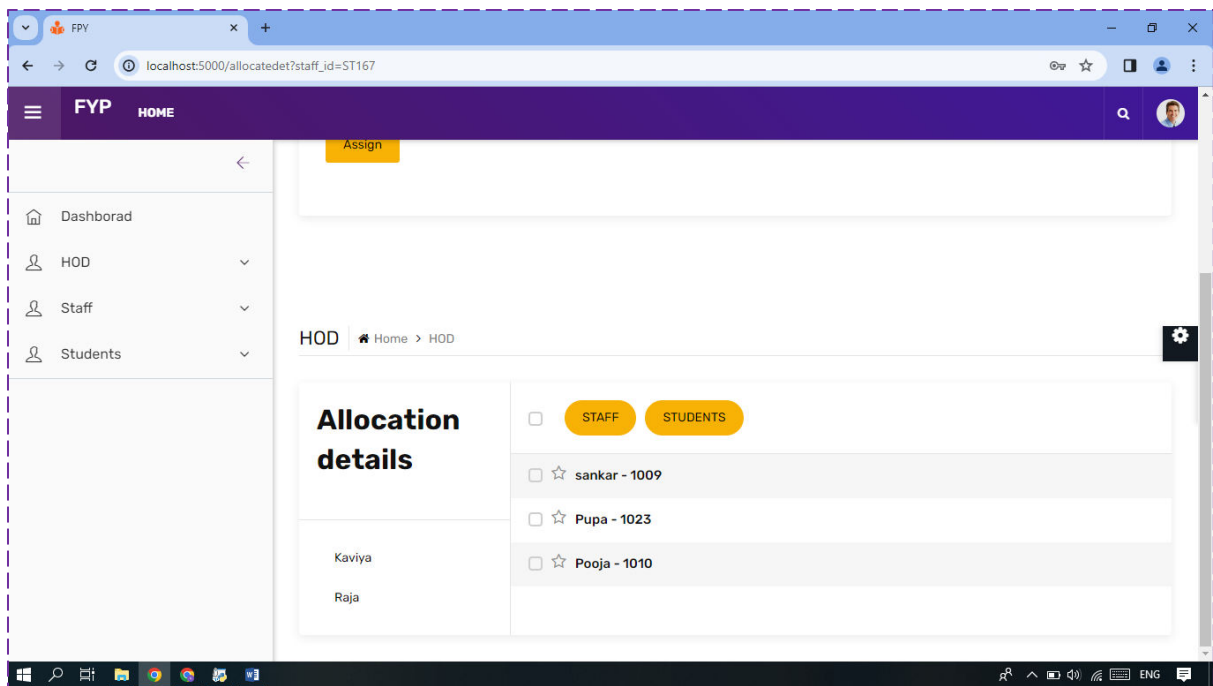 FPY
localhost:5000/allocatedet?staff_id=ST167
FYP HOME
Assign
Dashborad
HOD
Staff
Students
HOD Home > HOD
Allocation
details
STAFF STUDENTS
sankar - 1009
Pupa - 1023
Pooja - 1010
Kaviya
Raja
ENG